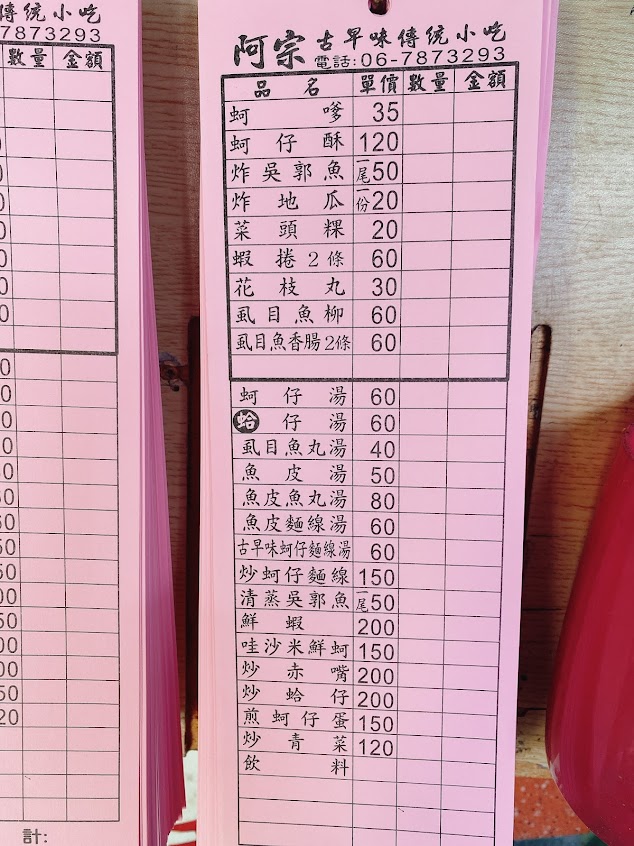 傳統小吃
7873293
數量 金額
計:
阿宗 古早味傳統小吃
電話:06-7873293
品名 單價 數量 金額
蚵嗲 35
蚵仔酥 120
炸吳郭魚 一尾50
炸地瓜 一份20
菜頭粿 20
蝦捲2條 60
花枝丸 30
虱目魚柳 60
虱目魚香腸2條 60
蚵仔湯 60
蛤仔湯 60
虱目魚丸湯 40
魚皮湯 50
魚皮魚丸湯 80
魚皮麵線湯 60
古早味蚵仔麵線湯 60
炒蚵仔麵線 150
清蒸吳郭魚 一尾50
鮮蝦 200
哇沙米鮮蚵 150
炒赤嘴 200
炒蛤仔 200
煎蚵仔蛋 150
炒青菜 120
飲料